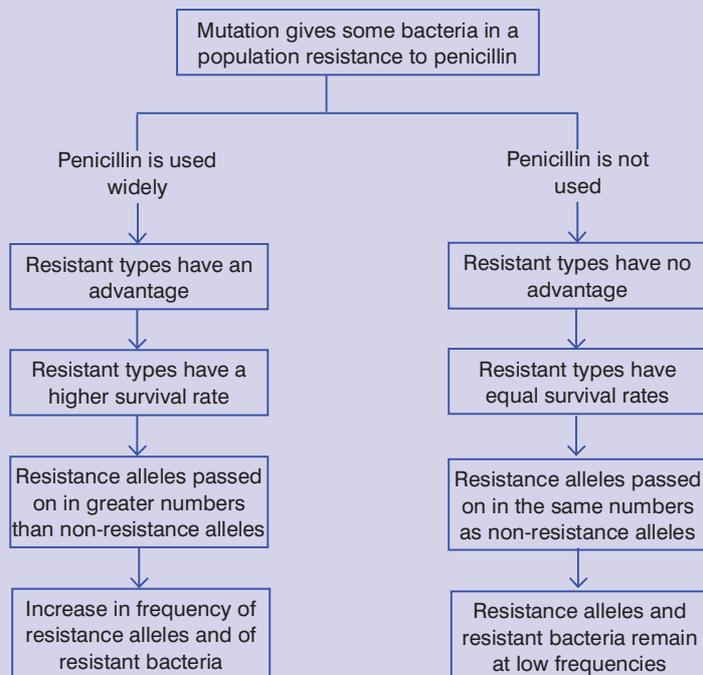 Mutation gives some bacteria in a
population resistance to penicillin
Penicillin is used
widely
Resistant types have an
advantage
Resistant types have a
higher survival rate
Resistance alleles passed
on in greater numbers
than non-resistance alleles
Increase in frequency of
resistance alleles and of
resistant bacteria
Penicillin is not
used
Resistant types have no
advantage
Resistant types have
equal survival rates
Resistance alleles passed
on in the same numbers
as non-resistance alleles
Resistance alleles and
resistant bacteria remain
at low frequencies